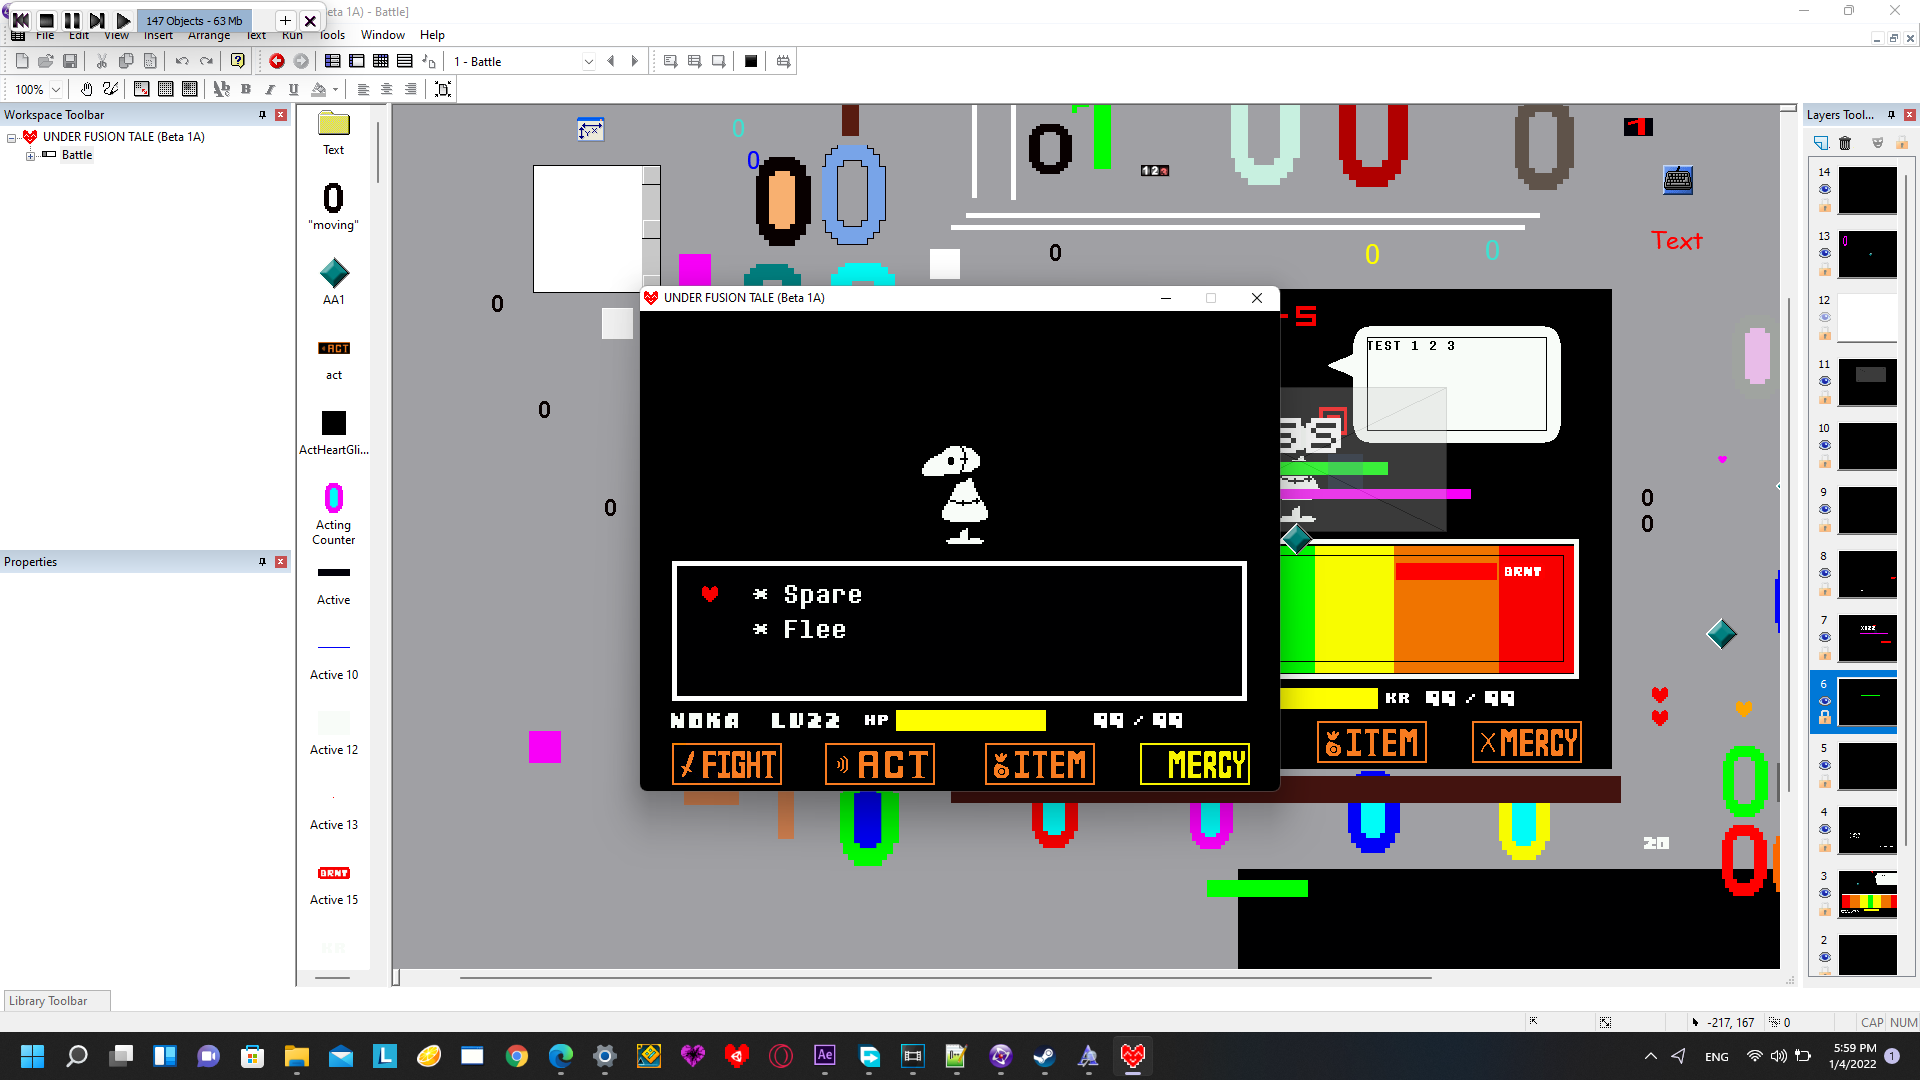 147 Objects - 63 Mb
eta 1A) - Battle]
File Edit View Insert Arrange Text Run Tools Window Help
1 - Battle
100%
Workspace Toolbar
UNDER FUSION TALE (Beta 1A)
Battle
Properties
Library Toolbar
Text
0
"moving"
AA1
ACT
act
ActHeartGli...
0
Acting
Counter
Active
Active 10
Active 12
Active 13
BRNT
Active 15
0
0
0
0
0
0
0
0
1
0
0
0
1
Text
0
0
0
UNDER FUSION TALE (Beta 1A)
* Spare
* Flee
NOKA LV22 HP 99 / 99
FIGHT ACT ITEM MERCY
-S
TEST 1 2 3
BRNT
KR 99 / 99
ITEM MERCY
0
0
20
Layers Tool...
14
13
12
11
10
9
8
7
6
5
4
3
2
-217, 167
0
CAP NUM
ENG
5:59 PM
1/4/2022
1